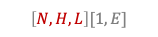 [N, H, L][1, E]